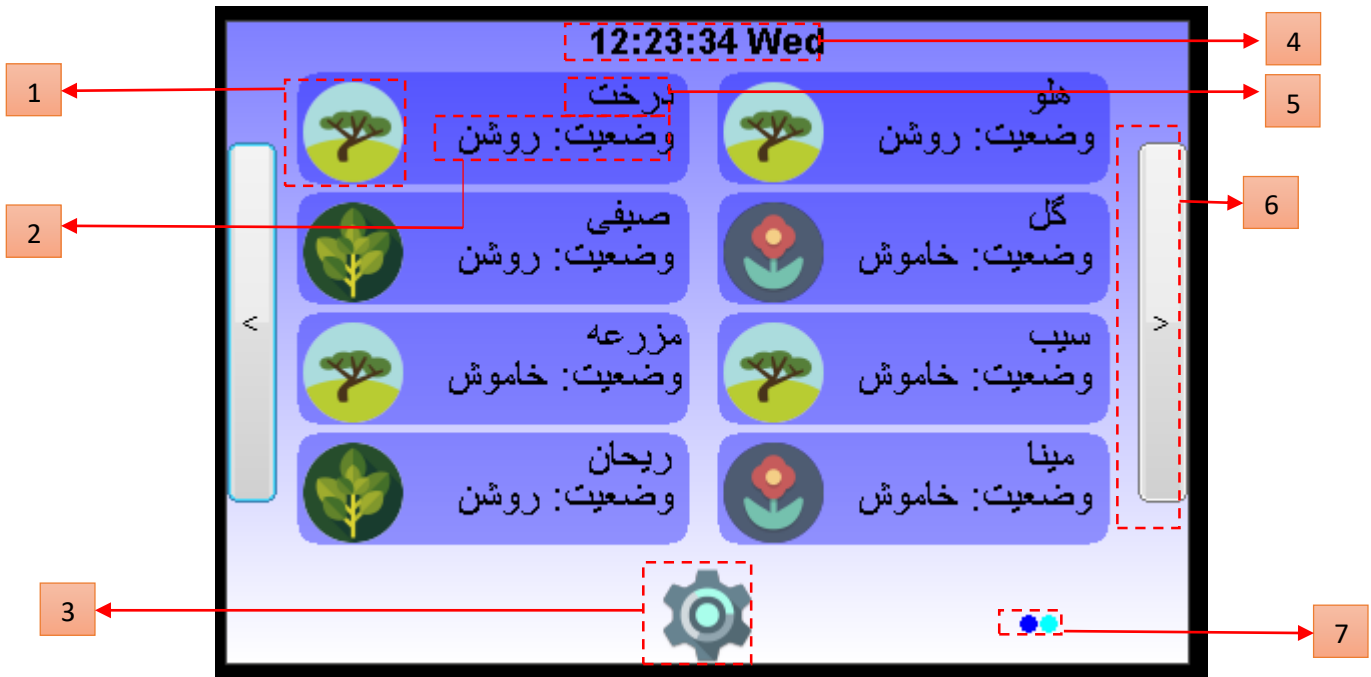 12:23:34 Wed
4
1
درخت
هلو
5
وضعیت: روشن
وضعیت: روشن
2
صیفی
گل
6
وضعیت: روشن
وضعیت: خاموش
<
>
مزرعه
سیب
وضعیت: خاموش
وضعیت: خاموش
ریحان
مینا
وضعیت: روشن
وضعیت: خاموش
3
7